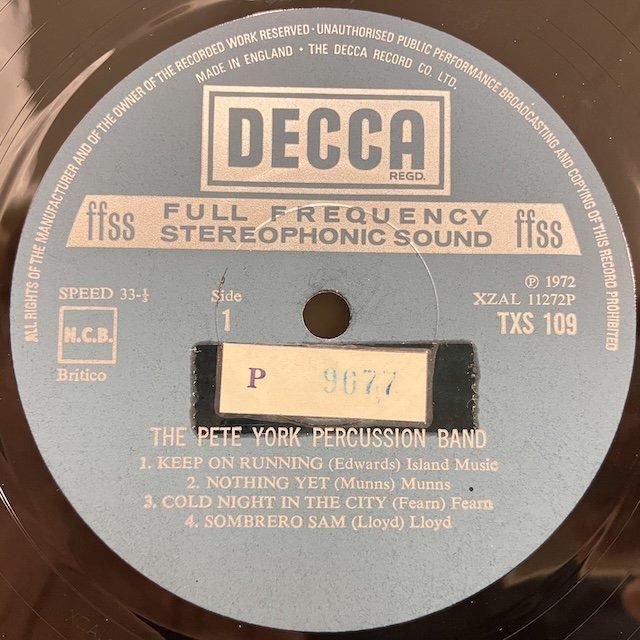 ALL RIGHTS OF THE MANUFACTURER AND OF THE OWNER OF THE RECORDED WORK RESERVED · UNAUTHORISED PUBLIC PERFORMANCE BROADCASTING AND COPYING OF THIS RECORD PROHIBITED
MADE IN ENGLAND · THE DECCA RECORD CO. LTD.
DECCA
REGD.
ffss FULL FREQUENCY STEREOPHONIC SOUND ffss
SPEED 33-⅓
Side
1
℗ 1972
XZAL 11272P
TXS 109
N.C.B.
Britico
P 9677
THE PETE YORK PERCUSSION BAND
1. KEEP ON RUNNING (Edwards) Island Music
2. NOTHING YET (Munns) Munns
3. COLD NIGHT IN THE CITY (Fearn) Fearn
4. SOMBRERO SAM (Lloyd) Lloyd